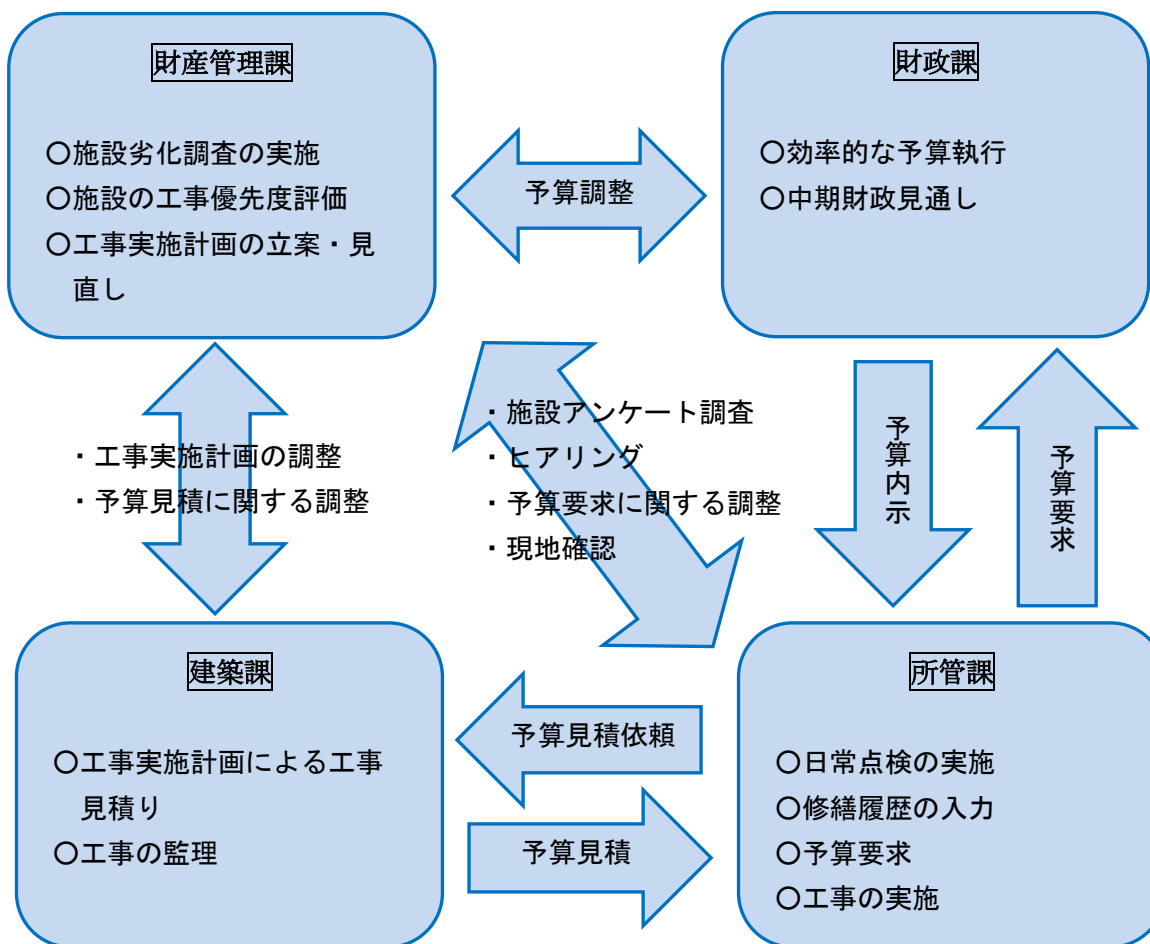 財産管理課
〇施設劣化調査の実施
〇施設の工事優先度評価
〇工事実施計画の立案・見
直し
予算調整
財政課
〇効率的な予算執行
〇中期財政見通し
・工事実施計画の調整
・予算見積に関する調整
・施設アンケート調査
・ヒアリング
・予算要求に関する調整
・現地確認
予算内示
予算要求
建築課
〇工事実施計画による工事
見積り
〇工事の監理
予算見積依頼
予算見積
所管課
〇日常点検の実施
〇修繕履歴の入力
〇予算要求
〇工事の実施